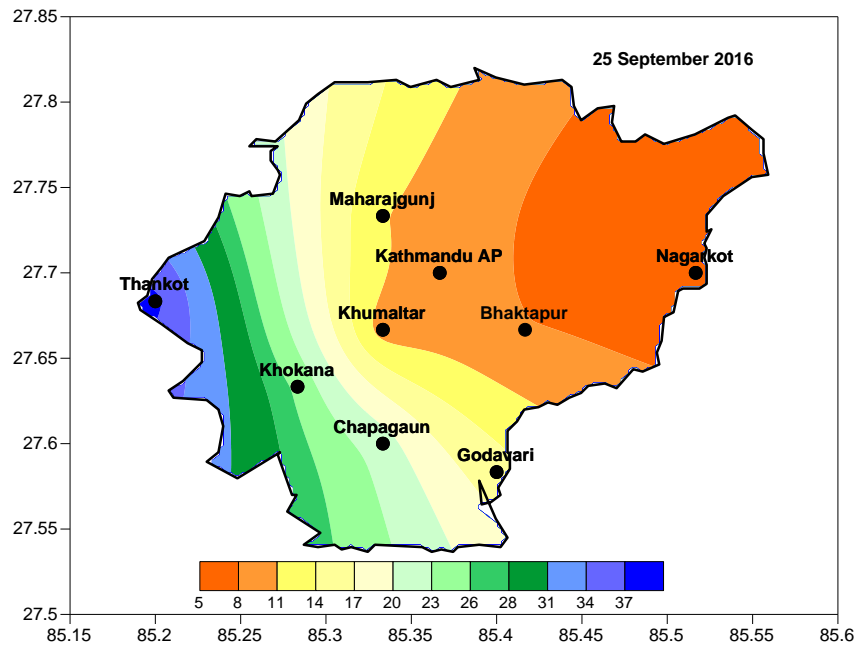 27.85
25 September 2016
27.8
27.75
Maharajgunj
Kathmandu AP
Nagarkot
27.7
Thankot
Khumaltar
Bhaktapur
27.65
Khokana
Chapagaun
27.6
Godavari
27.55
5 8 11 14 17 20 23 26 28 31 34 37
27.5
85.15 85.2 85.25 85.3 85.35 85.4 85.45 85.5 85.55 85.6